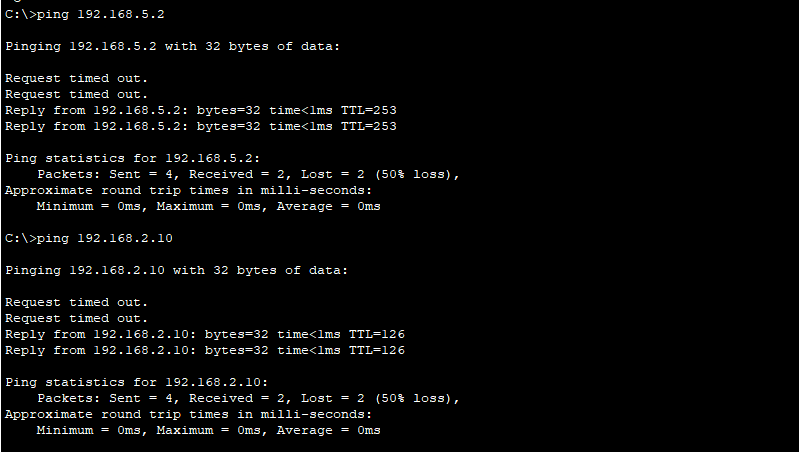 C:\>ping 192.168.5.2
Pinging 192.168.5.2 with 32 bytes of data:
Request timed out.
Request timed out.
Reply from 192.168.5.2: bytes=32 time<1ms TTL=253
Reply from 192.168.5.2: bytes=32 time<1ms TTL=253
Ping statistics for 192.168.5.2:
    Packets: Sent = 4, Received = 2, Lost = 2 (50% loss),
Approximate round trip times in milli-seconds:
    Minimum = 0ms, Maximum = 0ms, Average = 0ms
C:\>ping 192.168.2.10
Pinging 192.168.2.10 with 32 bytes of data:
Request timed out.
Request timed out.
Reply from 192.168.2.10: bytes=32 time<1ms TTL=126
Reply from 192.168.2.10: bytes=32 time<1ms TTL=126
Ping statistics for 192.168.2.10:
    Packets: Sent = 4, Received = 2, Lost = 2 (50% loss),
Approximate round trip times in milli-seconds:
    Minimum = 0ms, Maximum = 0ms, Average = 0ms